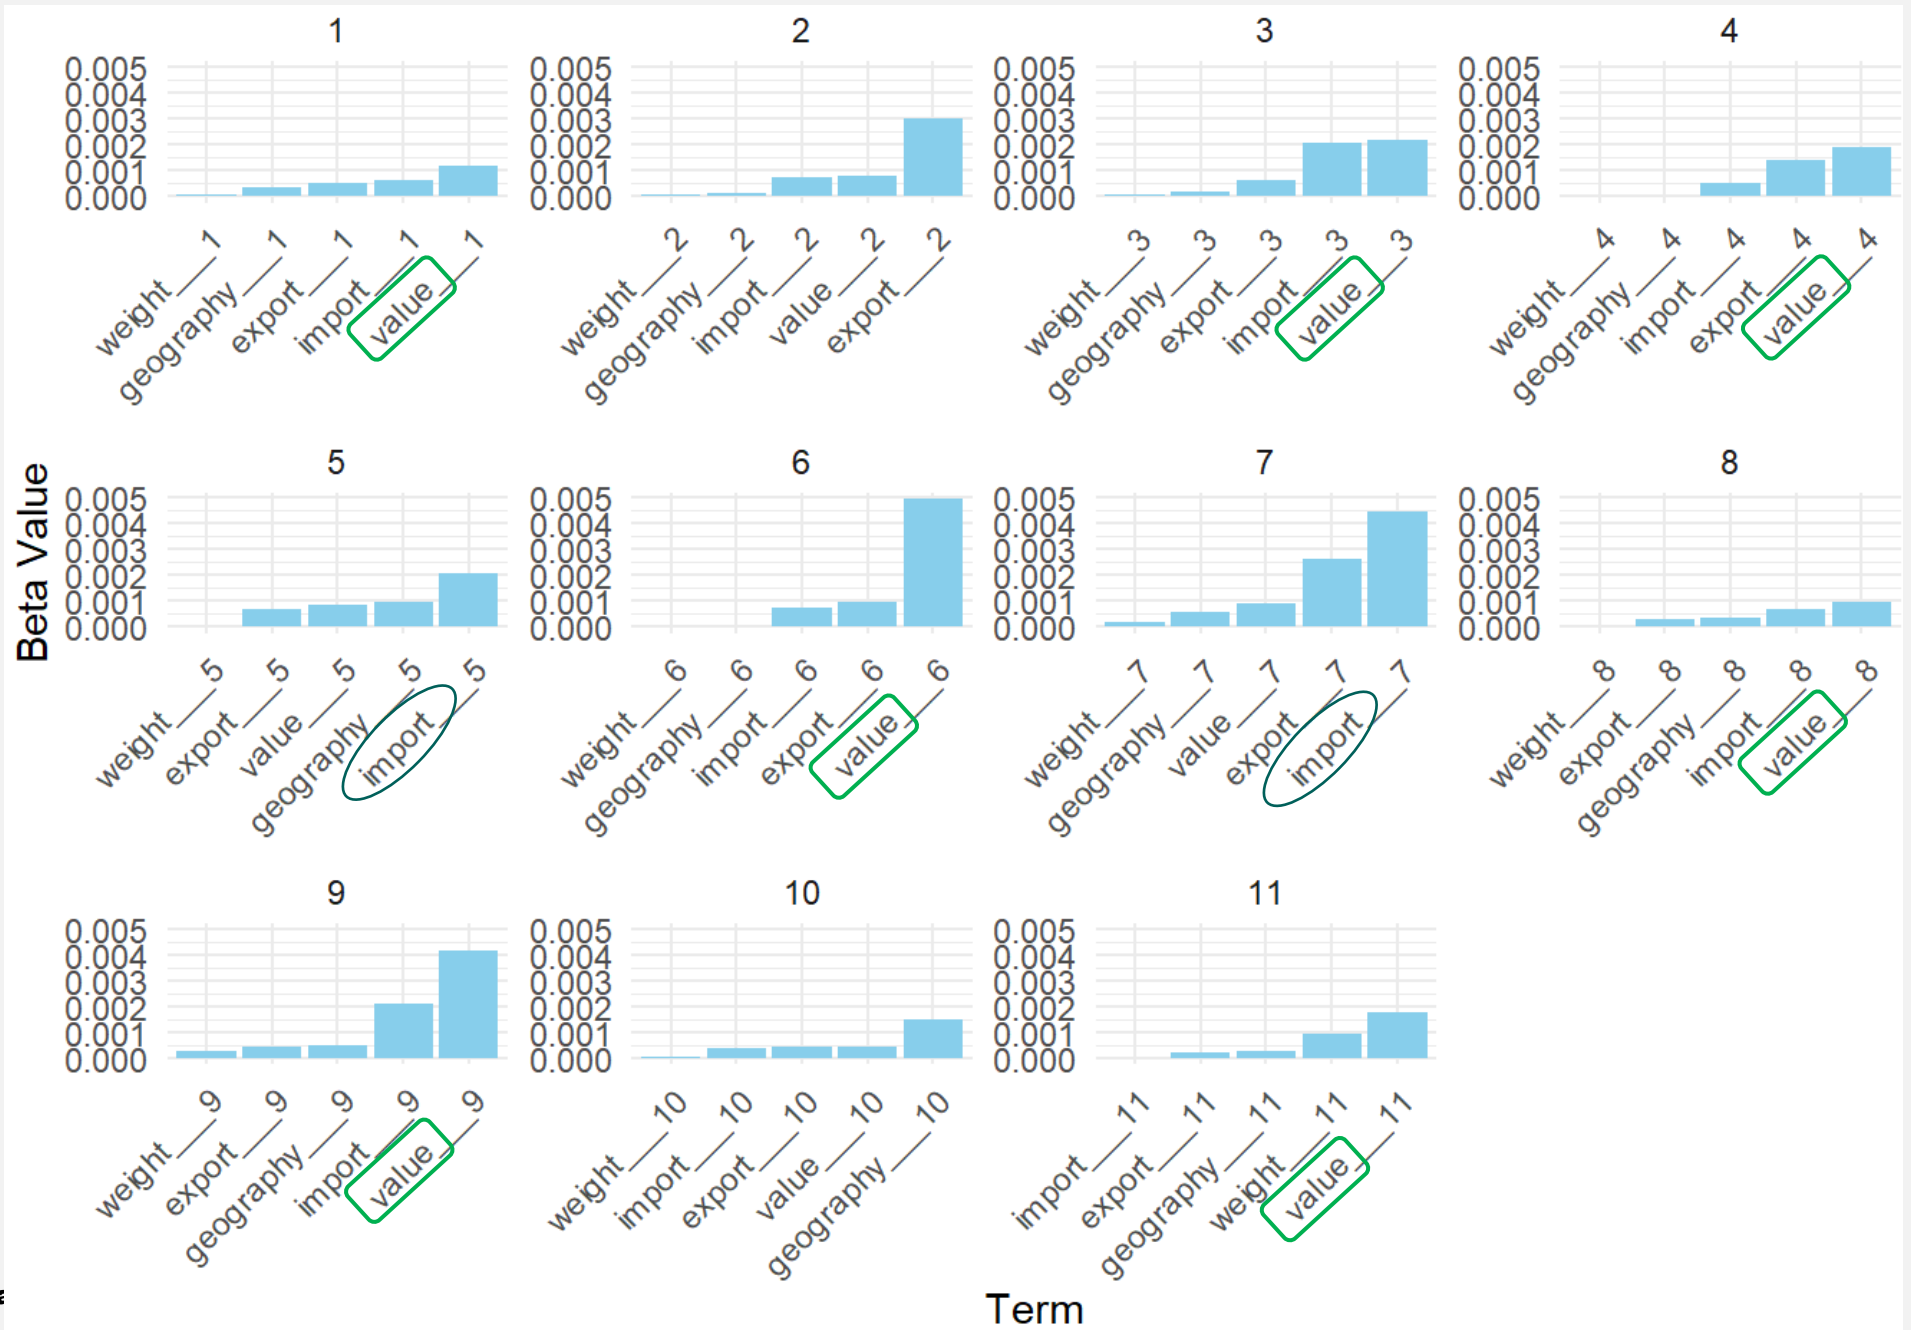 1
0.005
0.004
0.003
0.002
0.001
0.000
weight___1
geography___1
export___1
import___1
value___1
2
0.005
0.004
0.003
0.002
0.001
0.000
weight___2
geography___2
import___2
value___2
export___2
3
0.005
0.004
0.003
0.002
0.001
0.000
weight___3
geography___3
export___3
import___3
value___3
4
0.005
0.004
0.003
0.002
0.001
0.000
weight___4
geography___4
import___4
export___4
value___4
Beta Value
5
0.005
0.004
0.003
0.002
0.001
0.000
weight___5
export___5
value___5
geography___5
import___5
6
0.005
0.004
0.003
0.002
0.001
0.000
weight___6
geography___6
import___6
export___6
value___6
7
0.005
0.004
0.003
0.002
0.001
0.000
weight___7
geography___7
value___7
export___7
import___7
8
0.005
0.004
0.003
0.002
0.001
0.000
weight___8
export___8
geography___8
import___8
value___8
9
0.005
0.004
0.003
0.002
0.001
0.000
weight___9
export___9
geography___9
import___9
value___9
10
0.005
0.004
0.003
0.002
0.001
0.000
weight___10
import___10
export___10
value___10
geography___10
11
0.005
0.004
0.003
0.002
0.001
0.000
import___11
export___11
geography___11
weight___11
value___11
Term